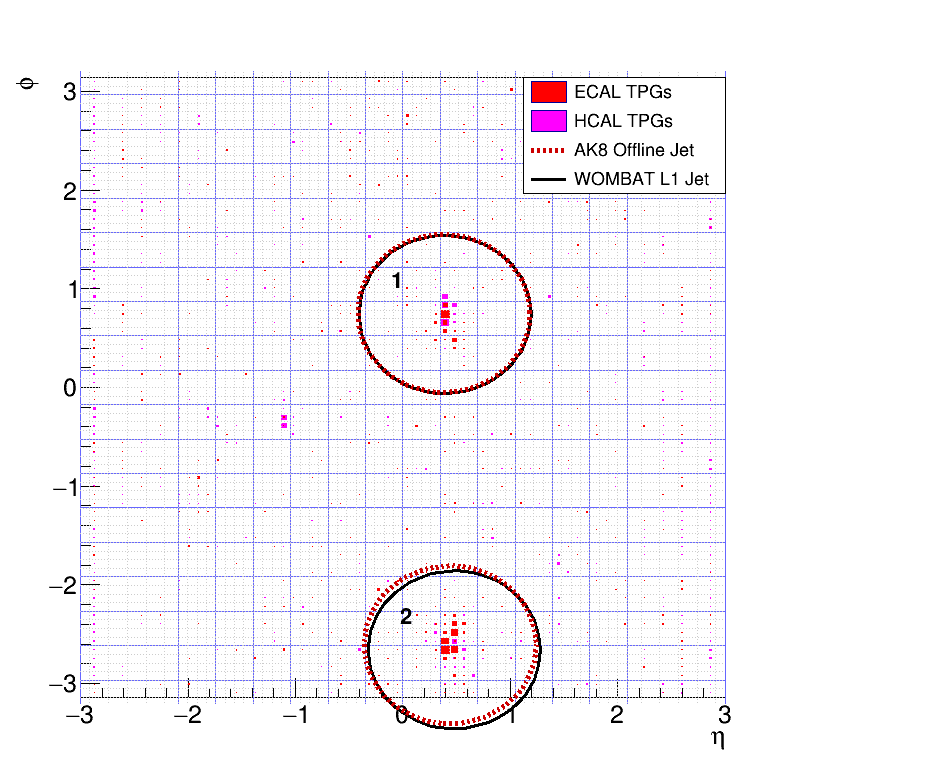 φ
3
2
1
0
−1
−2
−3
ECAL TPGs
HCAL TPGs
AK8 Offline Jet
WOMBAT L1 Jet
1
2
−3 −2 −1 0 1 2 3
η